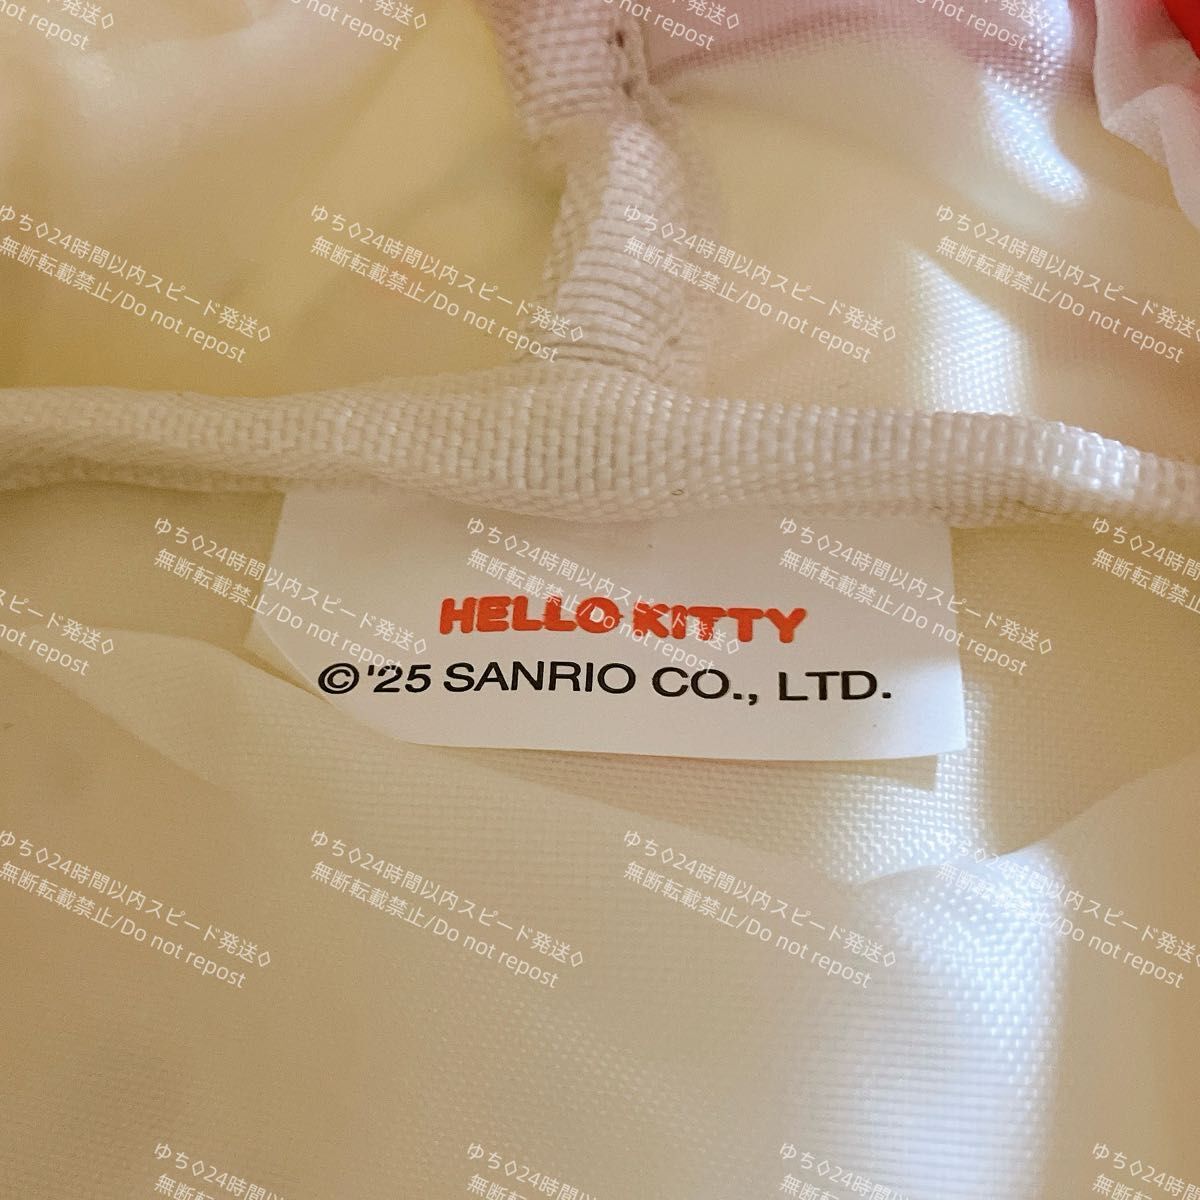 ゆち◇24時間以内スピード発送◇
無断転載禁止/Do not repost
HELLO KITTY
©'25 SANRIO CO., LTD.